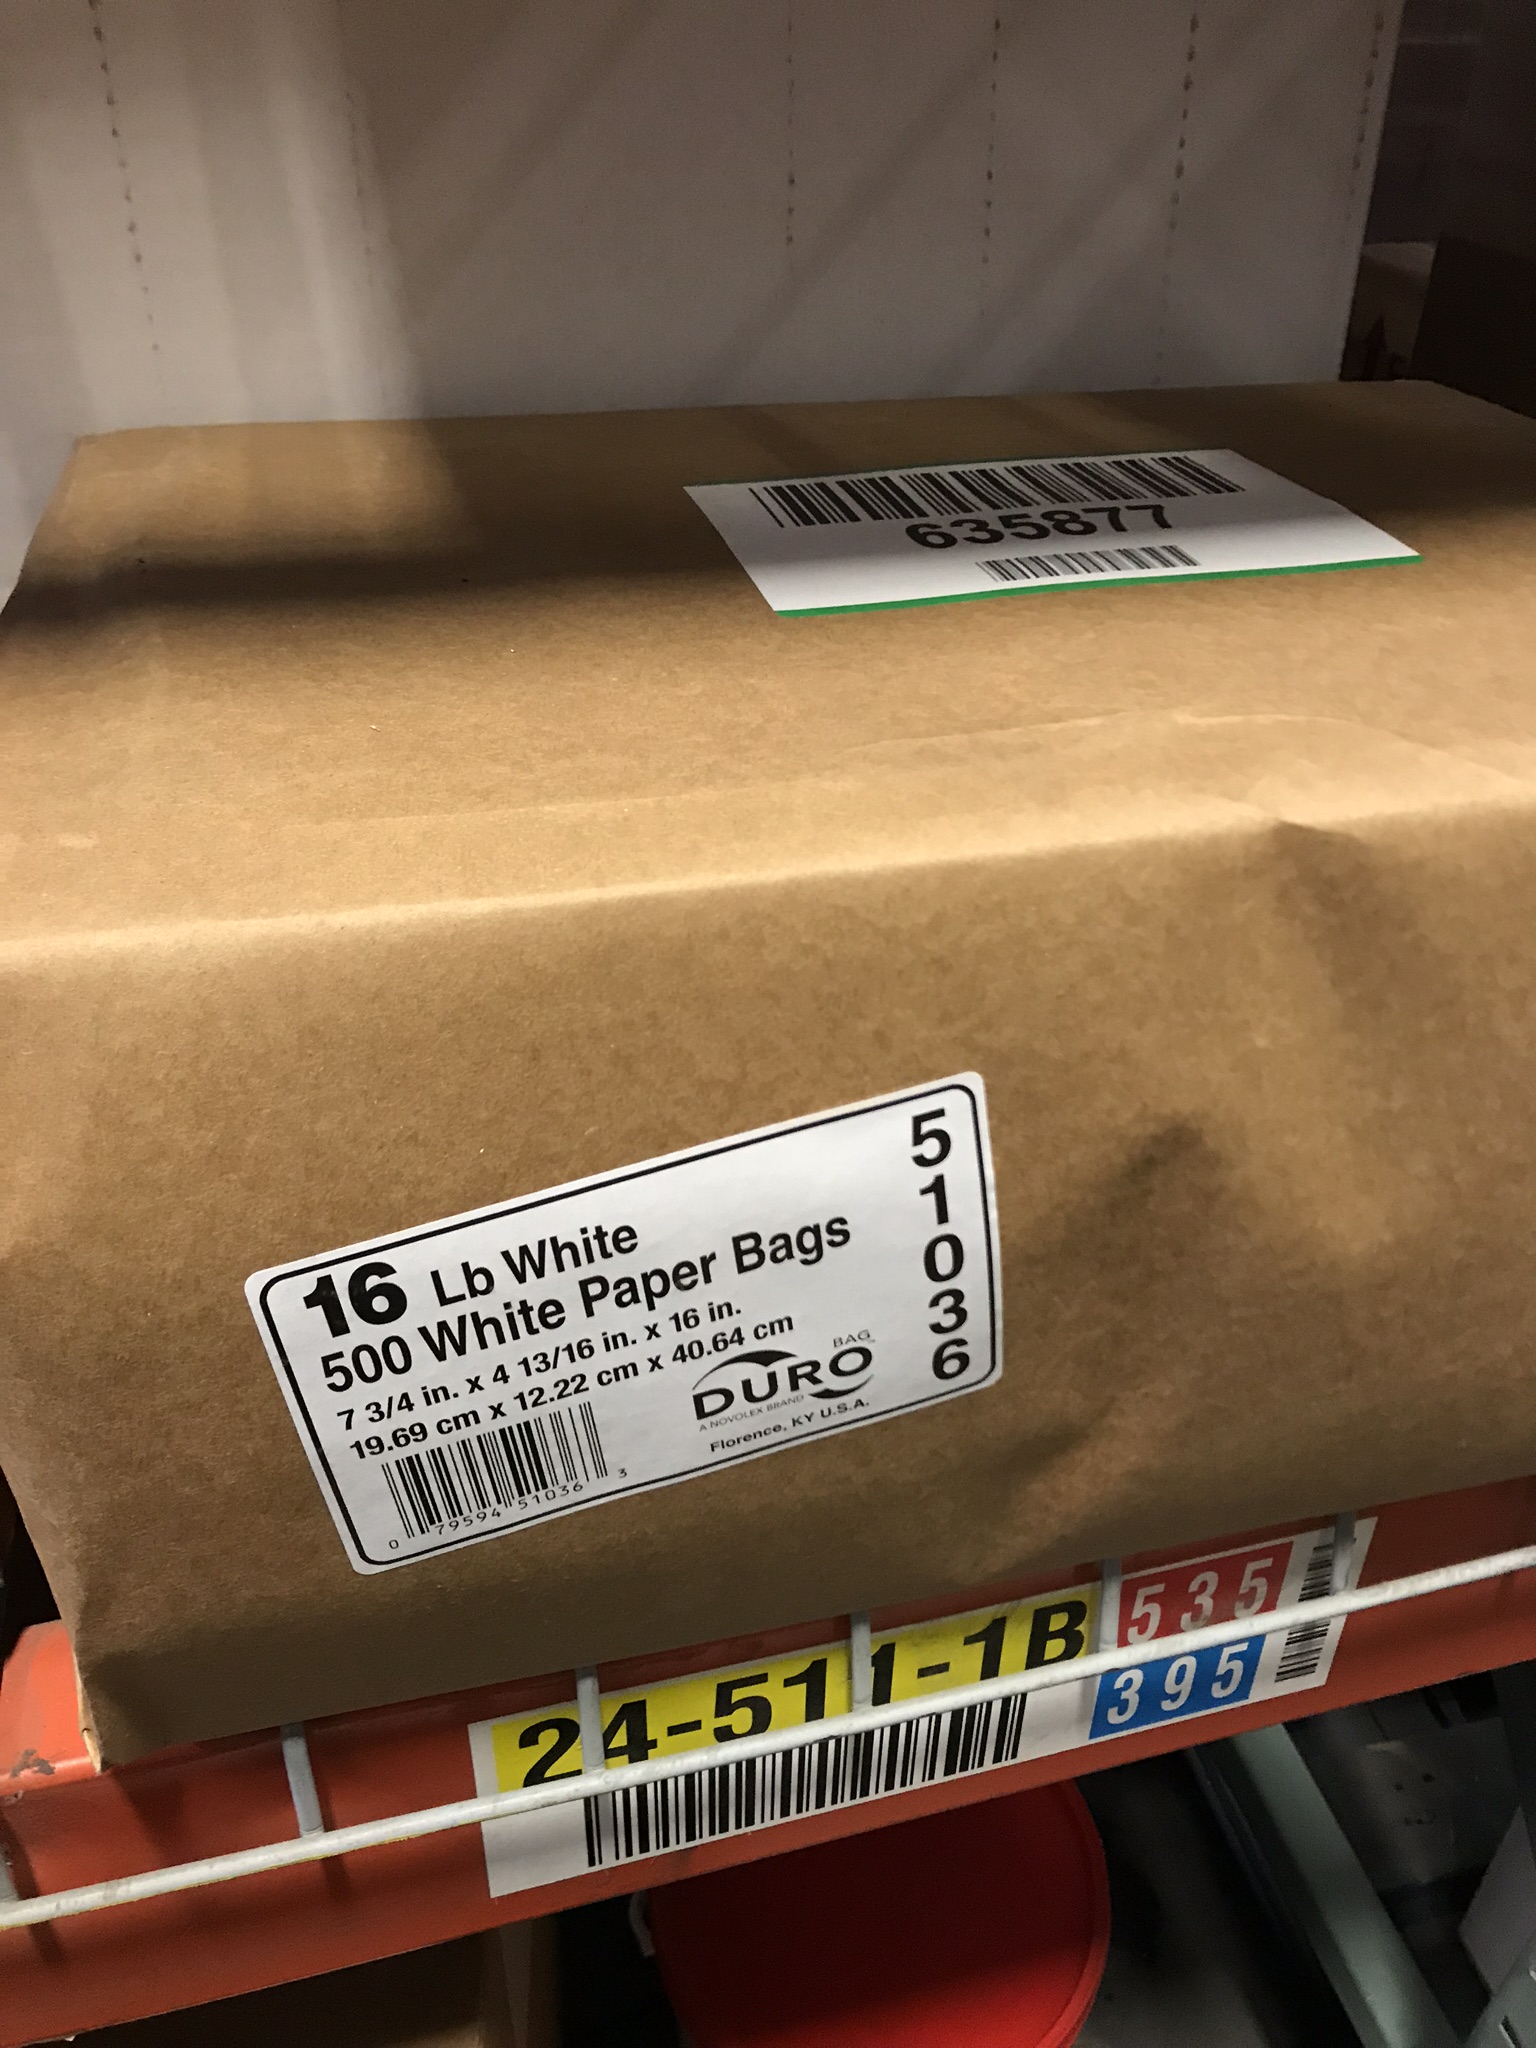 635877
16 Lb White
500 White Paper Bags
7 3/4 in. x 4 13/16 in. x 16 in.
19.69 cm x 12.22 cm x 40.64 cm
DURO
BAG
A NOVOLEX BRAND
Florence, KY U.S.A.
0 79594 51036 3
5
1
0
3
6
24-511-1B
535
395